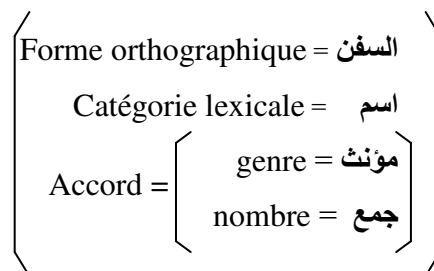 Forme orthographique = السفن
Catégorie lexicale = اسم
genre = مؤنث
Accord =
nombre = جمع